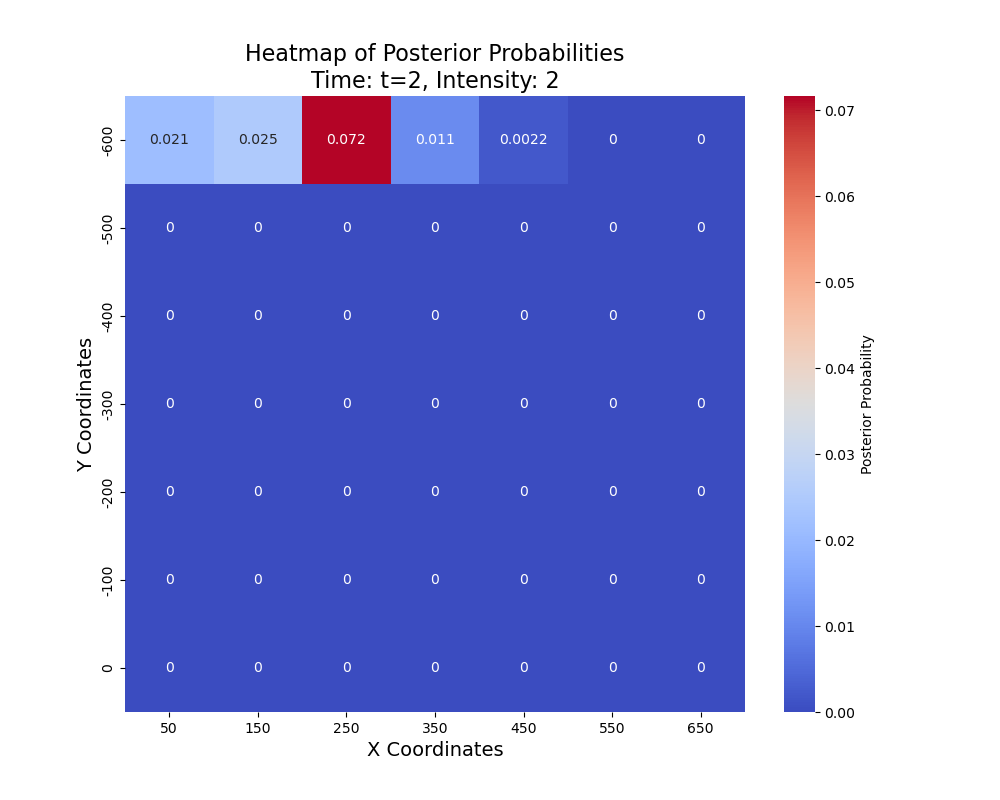 Heatmap of Posterior Probabilities
Time: t=2, Intensity: 2
-600 0.021 0.025 0.072 0.011 0.0022 0 0
-500 0 0 0 0 0 0 0
-400 0 0 0 0 0 0 0
-300 0 0 0 0 0 0 0
-200 0 0 0 0 0 0 0
-100 0 0 0 0 0 0 0
0 0 0 0 0 0 0 0
50 150 250 350 450 550 650
X Coordinates
Y Coordinates
0.07
0.06
0.05
0.04
0.03
0.02
0.01
0.00
Posterior Probability